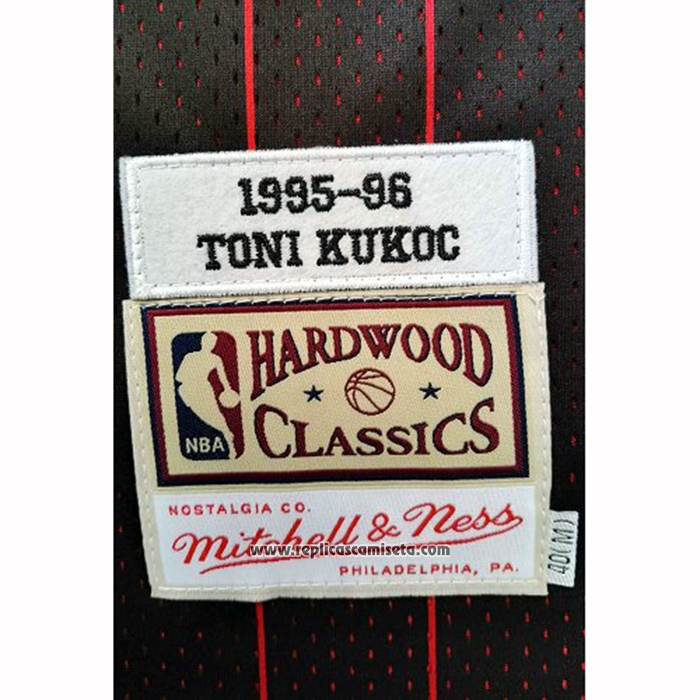 1995-96
TONI KUKOC
HARDWOOD
NBA
CLASSICS
NOSTALGIA CO.
Mitchell & Ness
www.replicascamiseta.com
PHILADELPHIA, PA.
40(M)